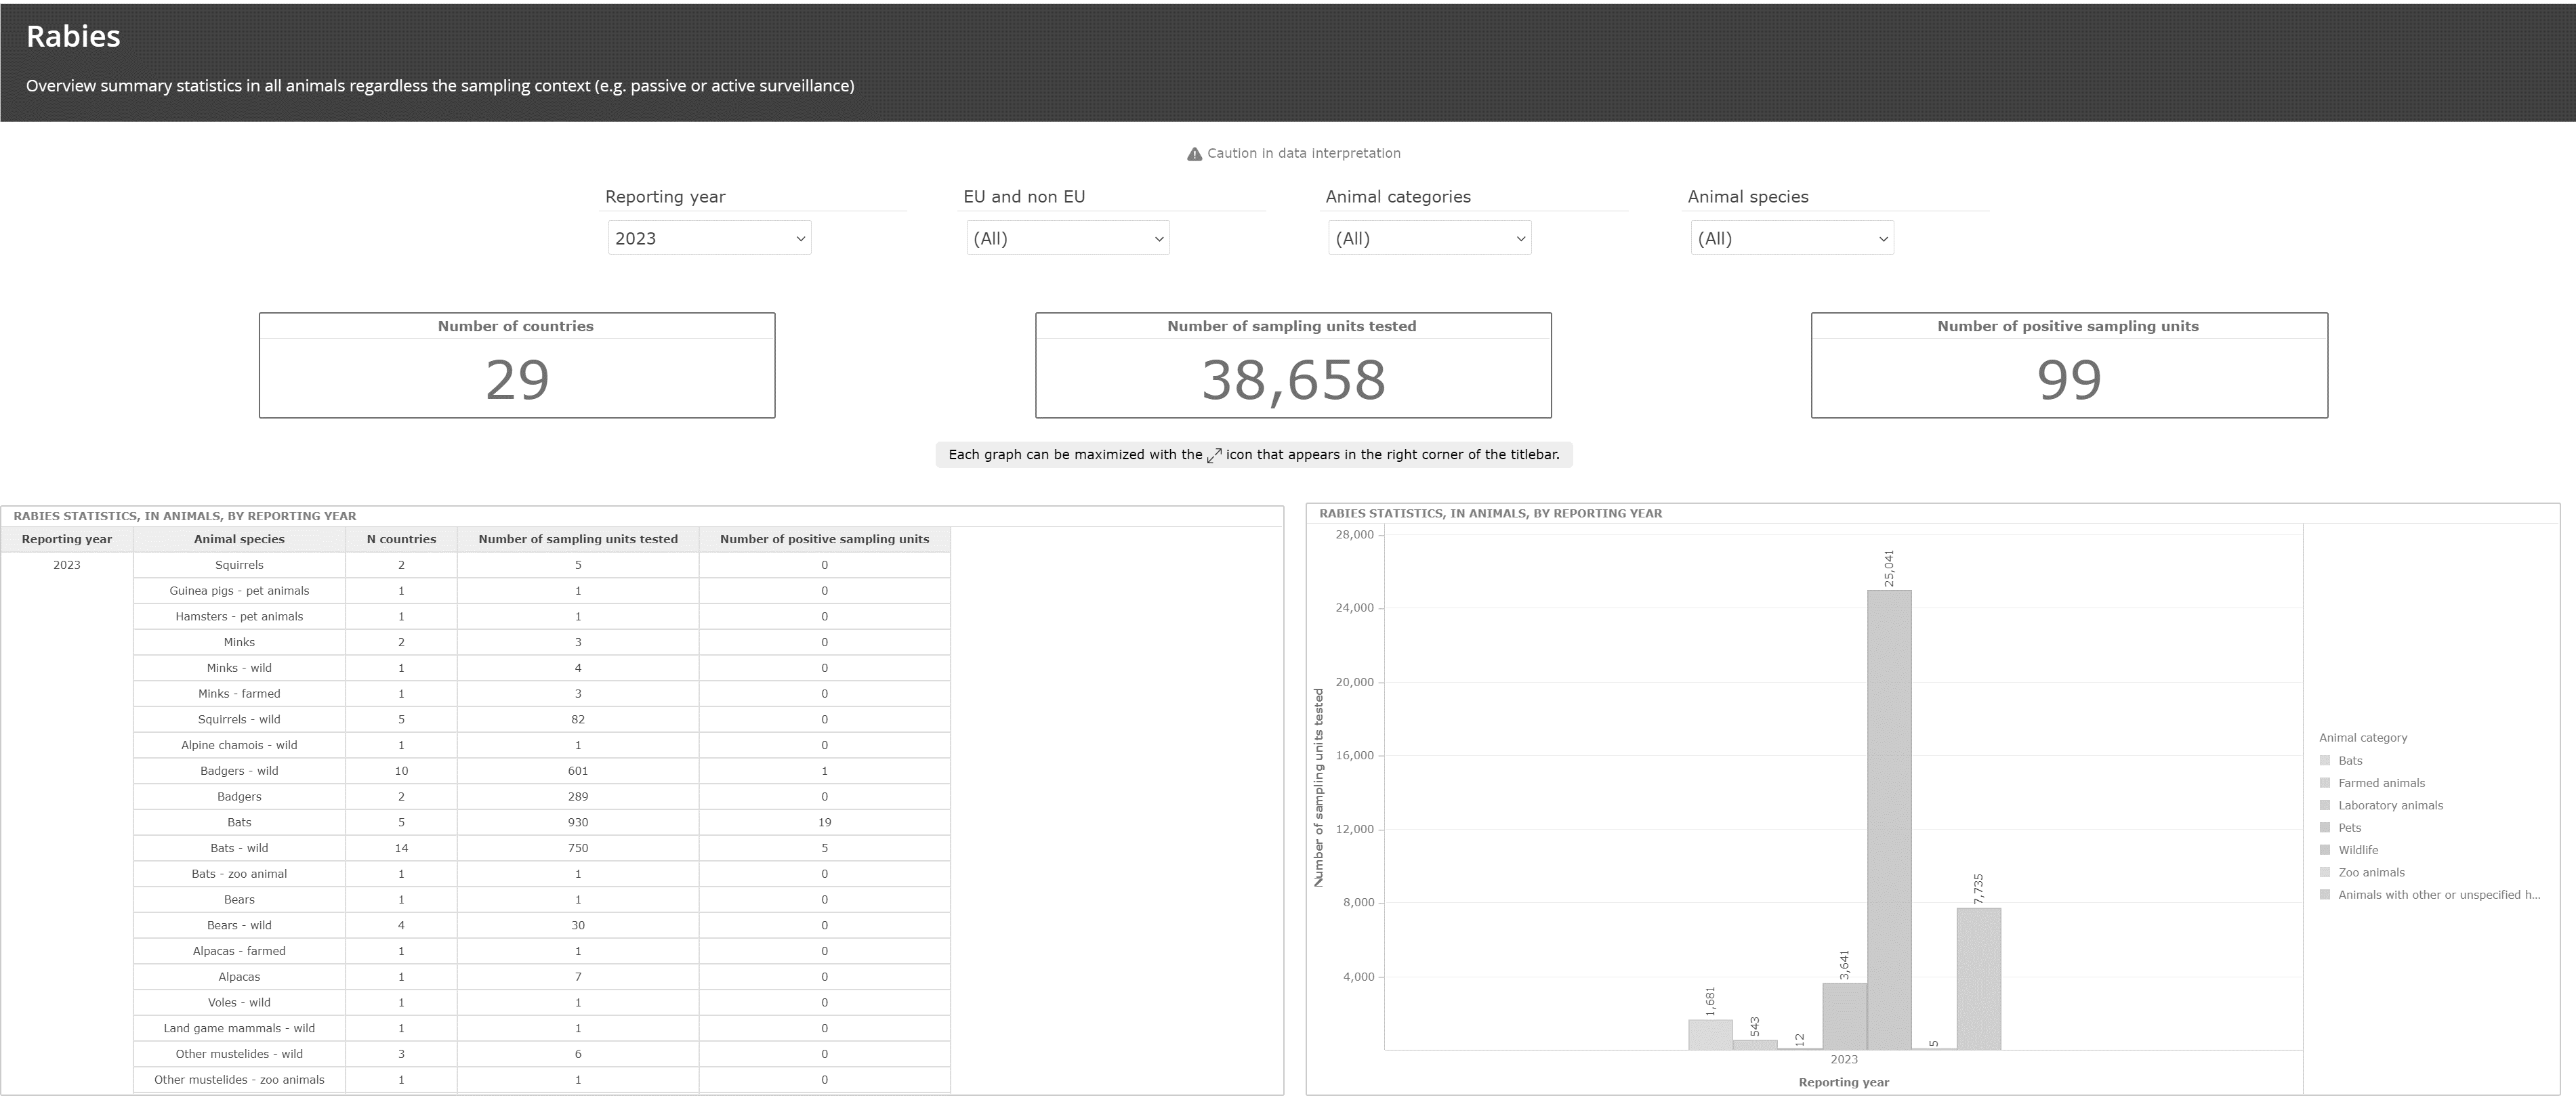 Rabies
Overview summary statistics in all animals regardless the sampling context (e.g. passive or active surveillance)
Caution in data interpretation
Reporting year
EU and non EU
Animal categories
Animal species
2023
(All)
(All)
(All)
Number of countries
29
Number of sampling units tested
38,658
Number of positive sampling units
99
Each graph can be maximized with the icon that appears in the right corner of the titlebar.
RABIES STATISTICS, IN ANIMALS, BY REPORTING YEAR
Reporting year Animal species N countries Number of sampling units tested Number of positive sampling units
2023 Squirrels 2 5 0
Guinea pigs - pet animals 1 1 0
Hamsters - pet animals 1 1 0
Minks 2 3 0
Minks - wild 1 4 0
Minks - farmed 1 3 0
Squirrels - wild 5 82 0
Alpine chamois - wild 1 1 0
Badgers - wild 10 601 1
Badgers 2 289 0
Bats 5 930 19
Bats - wild 14 750 5
Bats - zoo animal 1 1 0
Bears 1 1 0
Bears - wild 4 30 0
Alpacas - farmed 1 1 0
Alpacas 1 7 0
Voles - wild 1 1 0
Land game mammals - wild 1 1 0
Other mustelides - wild 3 6 0
Other mustelides - zoo animals 1 1 0
RABIES STATISTICS, IN ANIMALS, BY REPORTING YEAR
Number of sampling units tested
28,000
24,000
20,000
16,000
12,000
8,000
4,000
1,681
543
12
3,641
25,041
5
7,735
2023
Reporting year
Animal category
Bats
Farmed animals
Laboratory animals
Pets
Wildlife
Zoo animals
Animals with other or unspecified h...